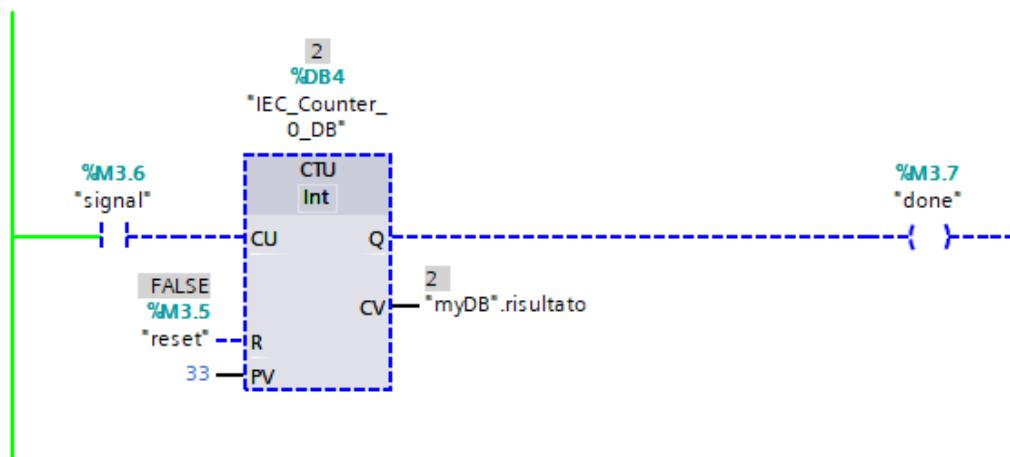 2
%DB4
"IEC_Counter_
0_DB"
%M3.6
"signal"
CTU
Int
%M3.7
"done"
CU
Q
FALSE
%M3.5
"reset"
R
2
CV
"myDB".risultato
33
PV